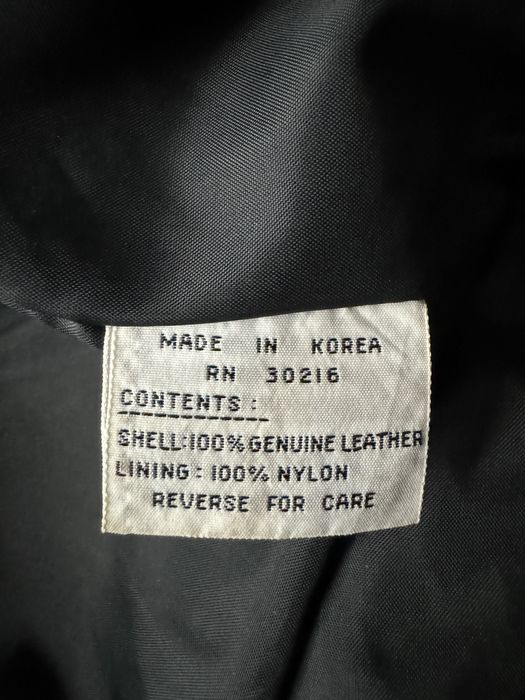 MADE IN KOREA
RN 30216
CONTENTS :
SHELL: 100% GENUINE LEATHER
LINING : 100% NYLON
REVERSE FOR CARE